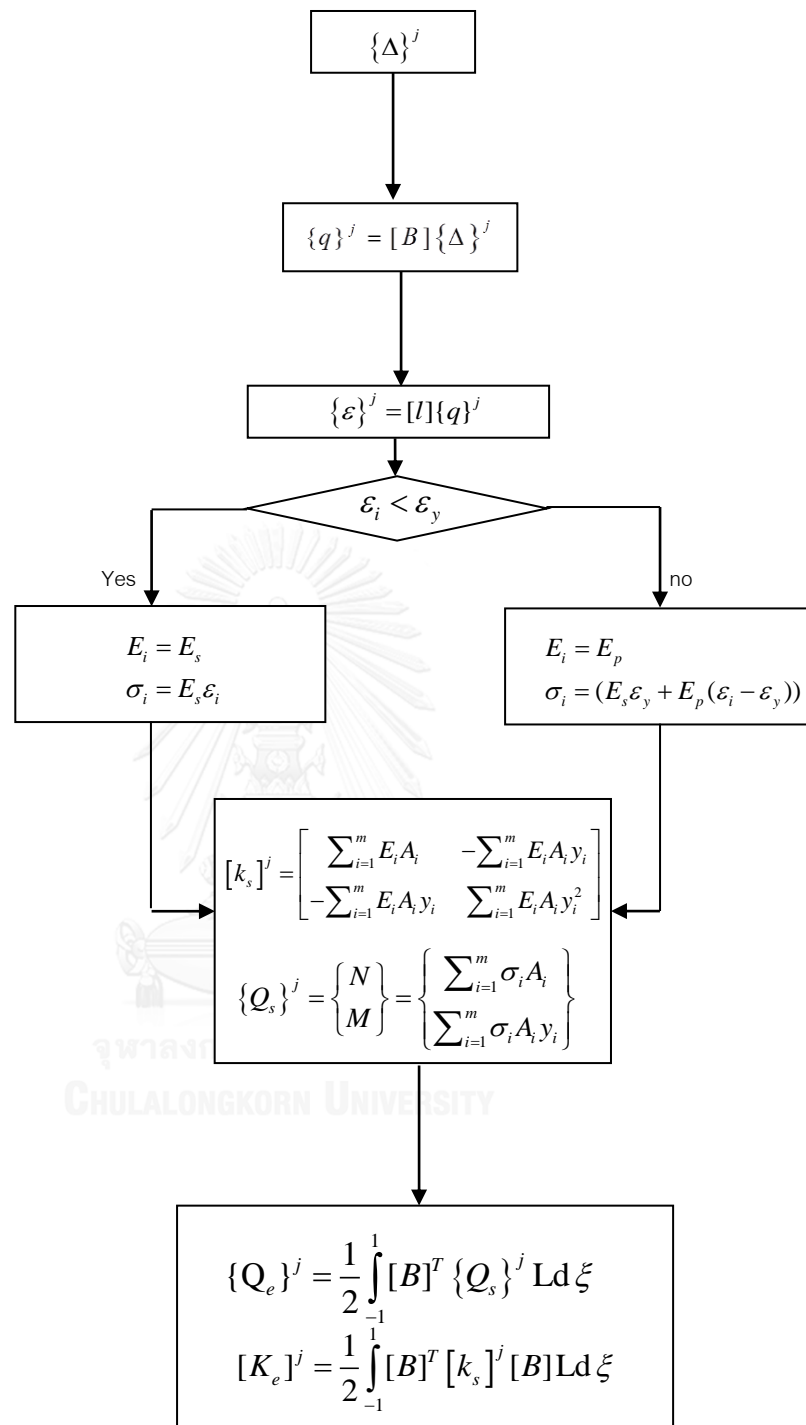 {Δ}^j
{q}^j = [B]{Δ}^j
{ε}^j = [l]{q}^j
ε_i < ε_y
Yes
no
E_i = E_s
σ_i = E_s ε_i
E_i = E_p
σ_i = (E_s ε_y + E_p (ε_i − ε_y))
[k_s]^j = [ ∑_{i=1}^m E_i A_i   −∑_{i=1}^m E_i A_i y_i
−∑_{i=1}^m E_i A_i y_i   ∑_{i=1}^m E_i A_i y_i^2 ]
{Q_s}^j = {N M} = { ∑_{i=1}^m σ_i A_i
∑_{i=1}^m σ_i A_i y_i }
CHULALONGKORN UNIVERSITY
{Q_e}^j = 1/2 ∫_{-1}^{1} [B]^T {Q_s}^j Ld ξ
[K_e]^j = 1/2 ∫_{-1}^{1} [B]^T [k_s]^j [B] Ld ξ